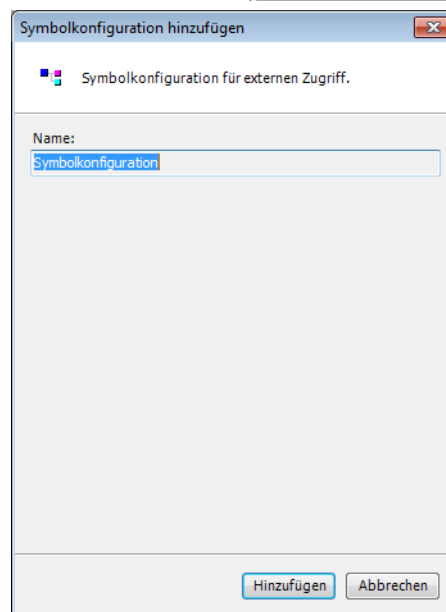 Symbolkonfiguration hinzufügen
Symbolkonfiguration für externen Zugriff.
Name:
Symbolkonfiguration
Hinzufügen
Abbrechen